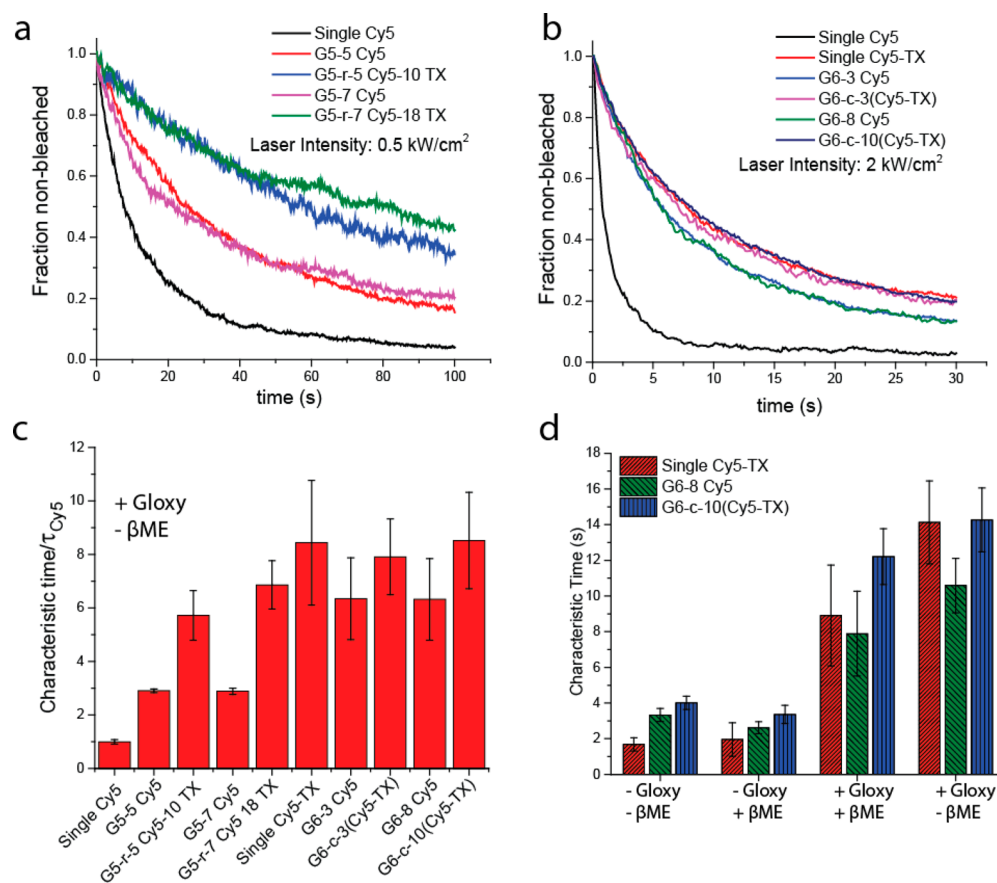 a
Single Cy5
G5-5 Cy5
G5-r-5 Cy5-10 TX
G5-7 Cy5
G5-r-7 Cy5-18 TX
Laser Intensity: 0.5 kW/cm²
Fraction non-bleached
1.0
0.8
0.6
0.4
0.2
0.0
0 20 40 60 80 100
time (s)
b
Single Cy5
Single Cy5-TX
G6-3 Cy5
G6-c-3(Cy5-TX)
G6-8 Cy5
G6-c-10(Cy5-TX)
Laser Intensity: 2 kW/cm²
Fraction non-bleached
1.0
0.8
0.6
0.4
0.2
0.0
0 5 10 15 20 25 30
time (s)
c
+ Gloxy
- βME
Characteristic time/τCy5
12
10
8
6
4
2
0
Single Cy5
G5-5 Cy5
G5-r-5 Cy5-10 TX
G5-7 Cy5
G5-r-7 Cy5 18 TX
Single Cy5-TX
G6-3 Cy5
G6-c-3(Cy5-TX)
G6-8 Cy5
G6-c-10(Cy5-TX)
d
Single Cy5-TX
G6-8 Cy5
G6-c-10(Cy5-TX)
Characteristic Time (s)
18
16
14
12
10
8
6
4
2
0
- Gloxy - Gloxy + Gloxy + Gloxy
- βME + βME + βME - βME